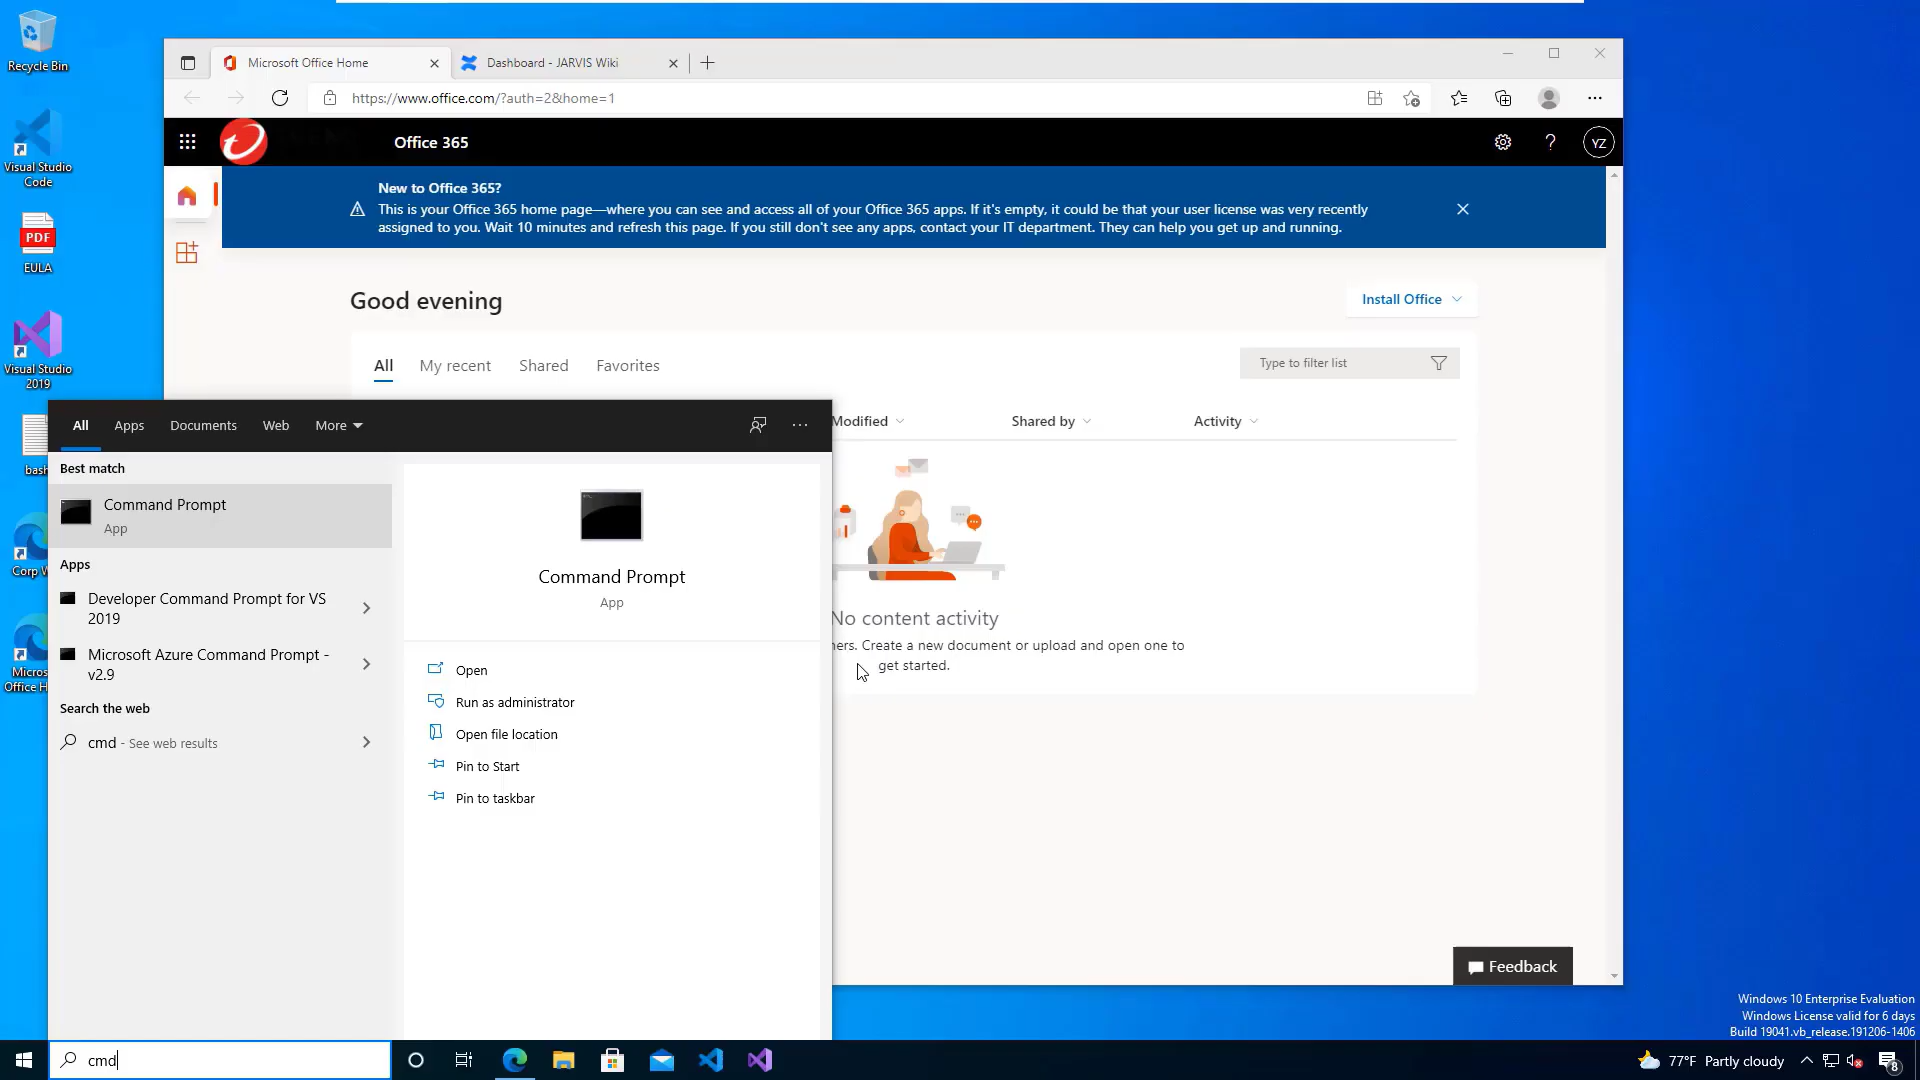 Recycle Bin
Visual Studio
Code
PDF
EULA
Visual Studio
2019
bash
Corp W
Micros
Office H
Microsoft Office Home
Dashboard - JARVIS Wiki
https://www.office.com/?auth=2&home=1
Office 365
?
YZ
New to Office 365?
This is your Office 365 home page—where you can see and access all of your Office 365 apps. If it's empty, it could be that your user license was very recently
assigned to you. Wait 10 minutes and refresh this page. If you still don't see any apps, contact your IT department. They can help you get up and running.
Good evening
Install Office
All My recent Shared Favorites
Type to filter list
Modified Shared by Activity
No content activity
ners. Create a new document or upload and open one to
get started.
Feedback
All Apps Documents Web More
Best match
Command Prompt
App
Apps
Developer Command Prompt for VS
2019
Microsoft Azure Command Prompt -
v2.9
Search the web
cmd - See web results
Command Prompt
App
Open
Run as administrator
Open file location
Pin to Start
Pin to taskbar
Windows 10 Enterprise Evaluation
Windows License valid for 6 days
Build 19041.vb_release.191206-1406
cmd
77°F Partly cloudy
8